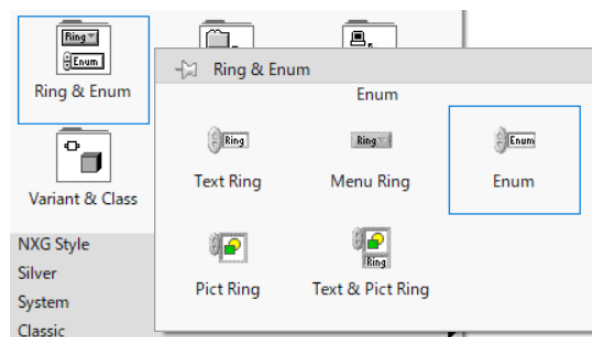 Ring
Enum
Ring & Enum
Ring & Enum
Enum
Ring
Ring
Enum
Text Ring
Menu Ring
Enum
Variant & Class
Ring
Pict Ring
Text & Pict Ring
NXG Style
Silver
System
Classic